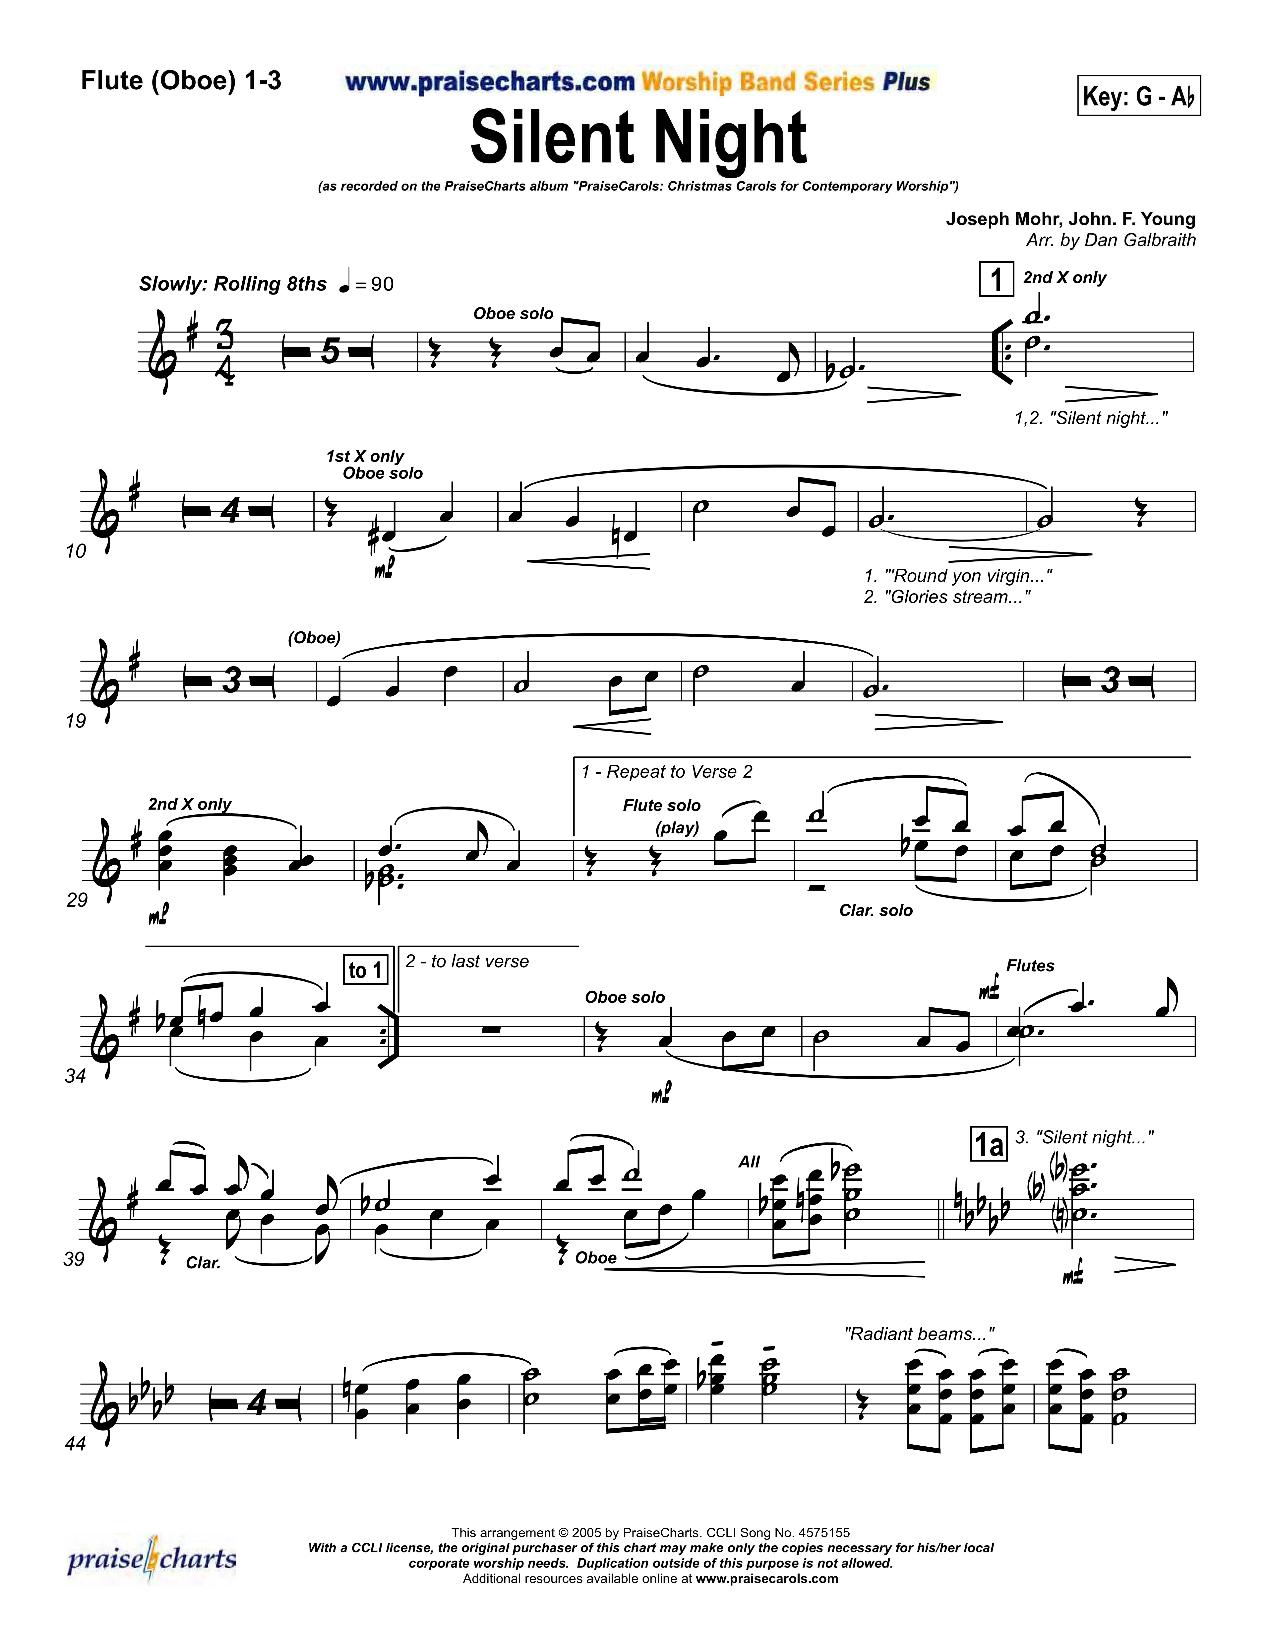 Flute (Oboe) 1-3
www.praisecharts.com Worship Band Series Plus
Key: G - A♭
Silent Night
(as recorded on the PraiseCharts album "PraiseCarols: Christmas Carols for Contemporary Worship")
Joseph Mohr, John. F. Young
Arr. by Dan Galbraith
Slowly: Rolling 8ths ♩ = 90
1 2nd X only
Oboe solo
3
4
5
1,2. "Silent night..."
1st X only
Oboe solo
4
10
mf
1. "'Round yon virgin..."
2. "Glories stream..."
(Oboe)
3
3
19
1 - Repeat to Verse 2
2nd X only
Flute solo
(play)
29
mf
Clar. solo
to 1
2 - to last verse
Flutes
mf
Oboe solo
34
mf
1a 3. "Silent night..."
All
39
Clar.
Oboe
mf
"Radiant beams..."
4
44
This arrangement © 2005 by PraiseCharts. CCLI Song No. 4575155
With a CCLI license, the original purchaser of this chart may make only the copies necessary for his/her local
corporate worship needs. Duplication outside of this purpose is not allowed.
Additional resources available online at www.praisecarols.com
praise charts